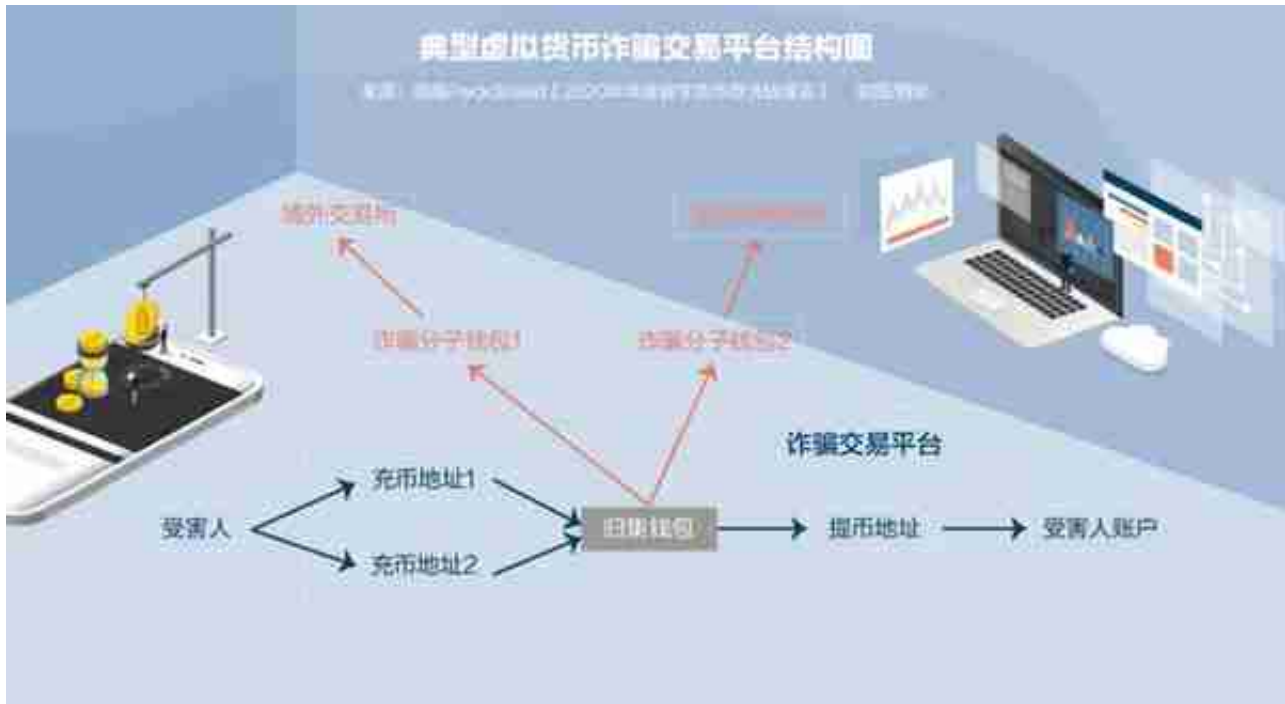 典型虚拟货币诈骗交易平台结构图
境外交易所
诈骗分子钱包1
诈骗分子钱包2
诈骗交易平台
充币地址1
受害人
归集钱包
提币地址
受害人账户
充币地址2